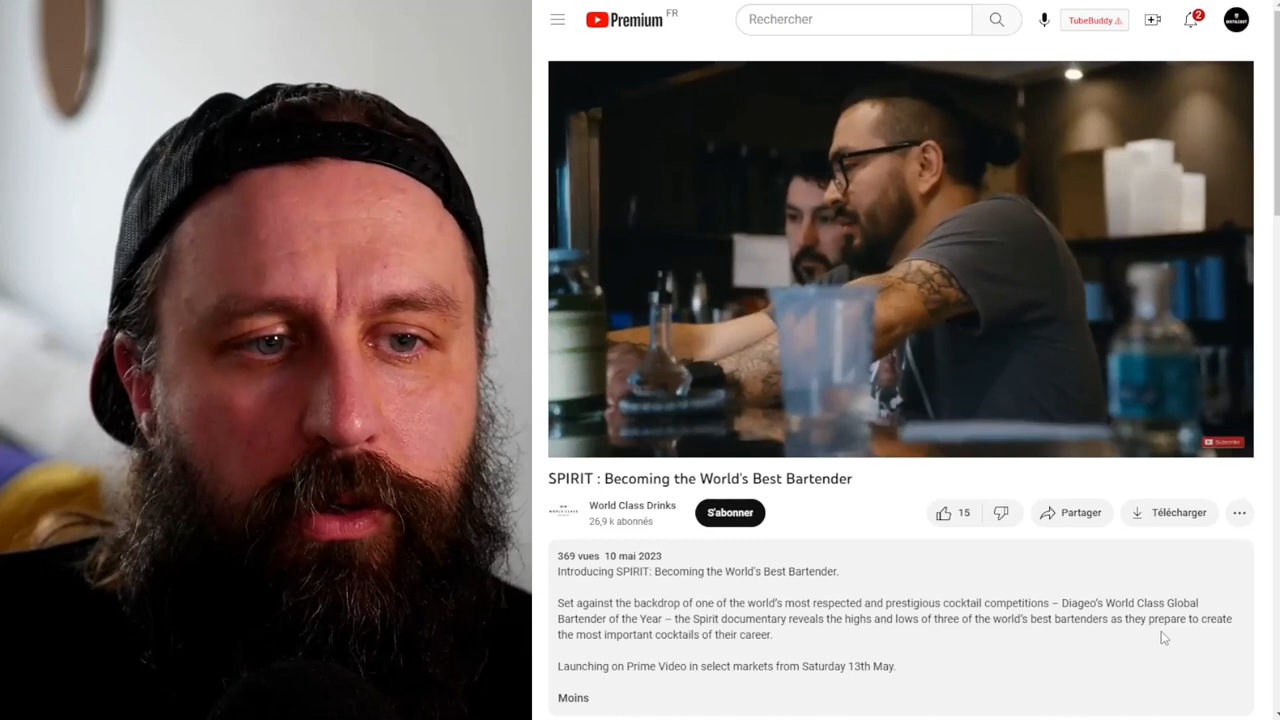 Premium FR
Rechercher
TubeBuddy
2
Subscribe
SPIRIT : Becoming the World's Best Bartender
World Class Drinks
26,9 k abonnés
S'abonner
15
Partager
Télécharger
369 vues 10 mai 2023
Introducing SPIRIT: Becoming the World's Best Bartender.
Set against the backdrop of one of the world's most respected and prestigious cocktail competitions – Diageo's World Class Global
Bartender of the Year – the Spirit documentary reveals the highs and lows of three of the world's best bartenders as they prepare to create
the most important cocktails of their career.
Launching on Prime Video in select markets from Saturday 13th May.
Moins